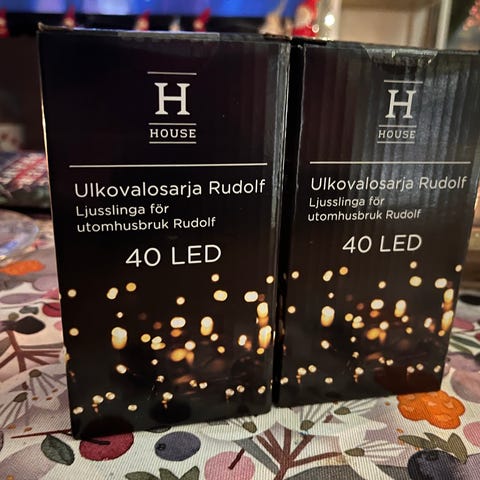 H
HOUSE
Ulkovalosarja Rudolf
Ljusslinga för
utomhusbruk Rudolf
40 LED
H
HOUSE
Ulkovalosarja Rudolf
Ljusslinga för
utomhusbruk Rudolf
40 LED